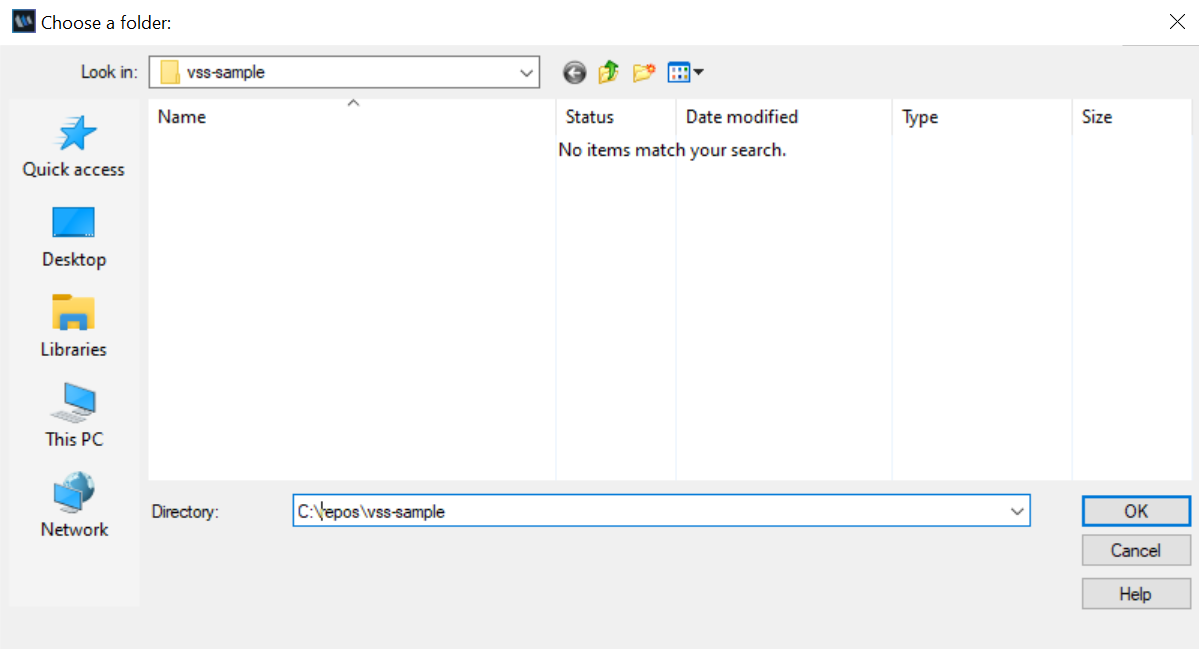 Choose a folder:
Look in: vss-sample
Name Status Date modified Type Size
No items match your search.
Quick access
Desktop
Libraries
This PC
Network
Directory: C:\repos\vss-sample
OK
Cancel
Help